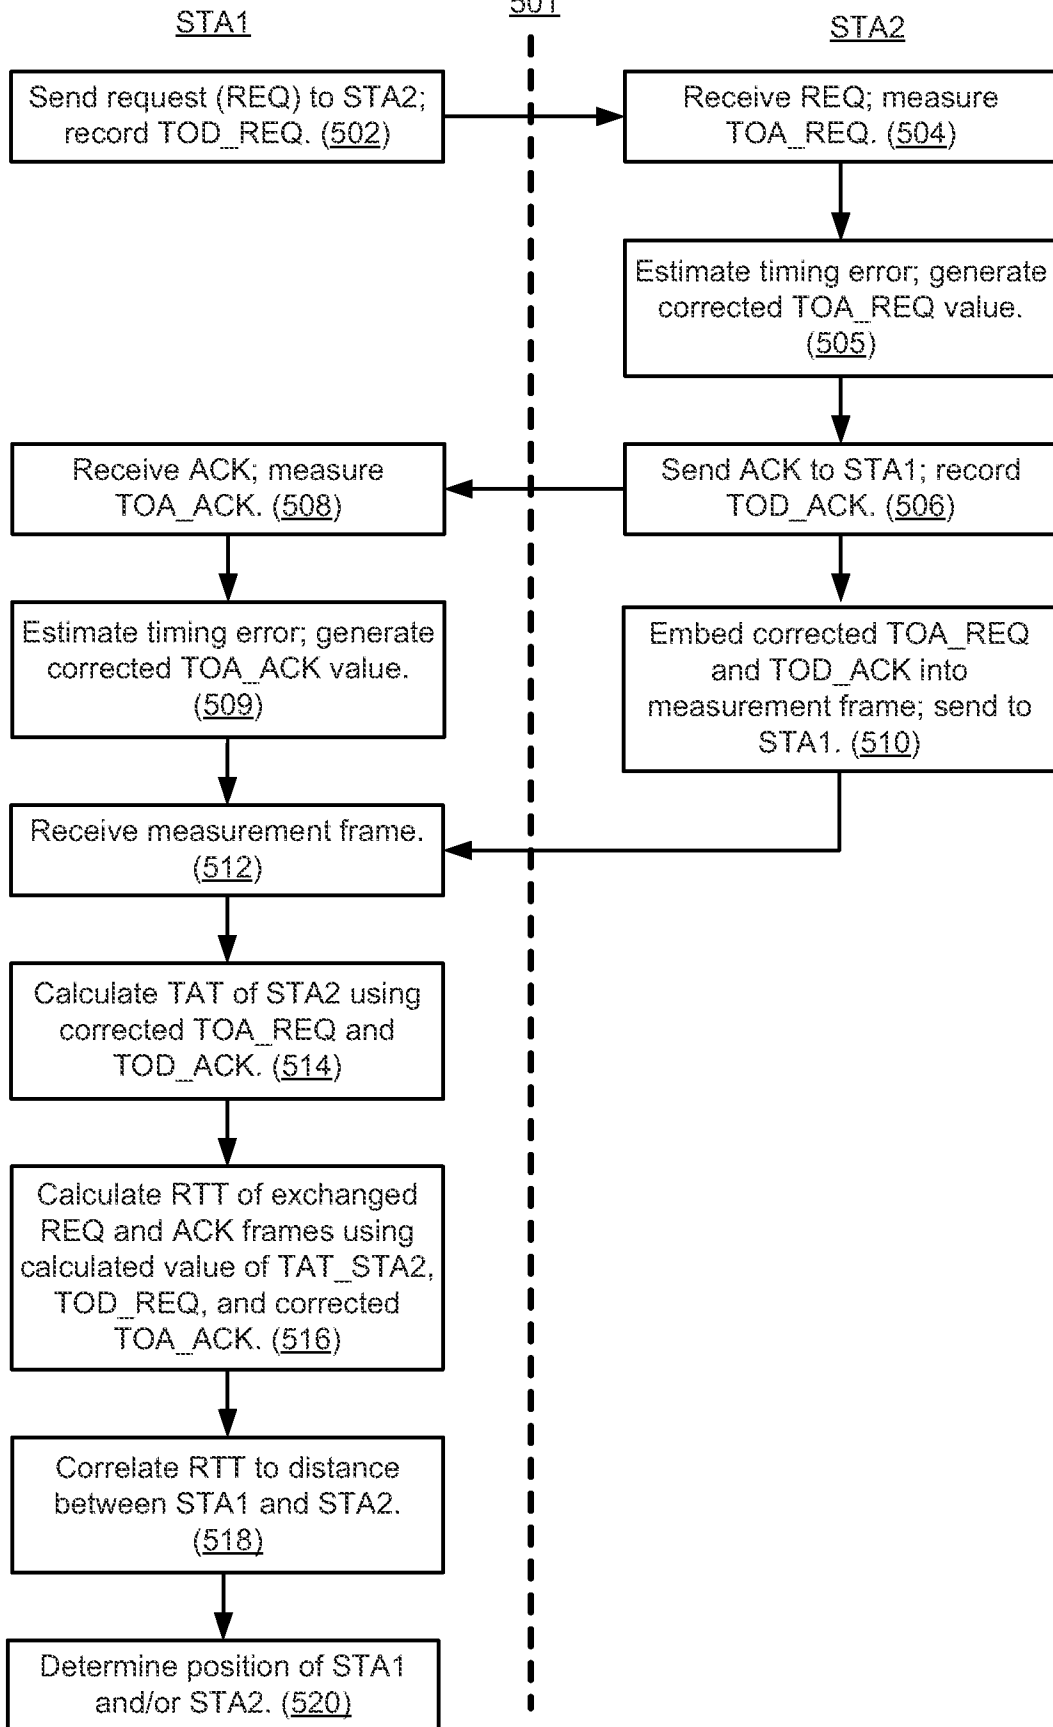 501
STA1
STA2
Send request (REQ) to STA2;
record TOD_REQ. (502)
Receive REQ; measure
TOA_REQ. (504)
Estimate timing error; generate
corrected TOA_REQ value.
(505)
Send ACK to STA1; record
TOD_ACK. (506)
Receive ACK; measure
TOA_ACK. (508)
Estimate timing error; generate
corrected TOA_ACK value.
(509)
Embed corrected TOA_REQ
and TOD_ACK into
measurement frame; send to
STA1. (510)
Receive measurement frame.
(512)
Calculate TAT of STA2 using
corrected TOA_REQ and
TOD_ACK. (514)
Calculate RTT of exchanged
REQ and ACK frames using
calculated value of TAT_STA2,
TOD_REQ, and corrected
TOA_ACK. (516)
Correlate RTT to distance
between STA1 and STA2.
(518)
Determine position of STA1
and/or STA2. (520)